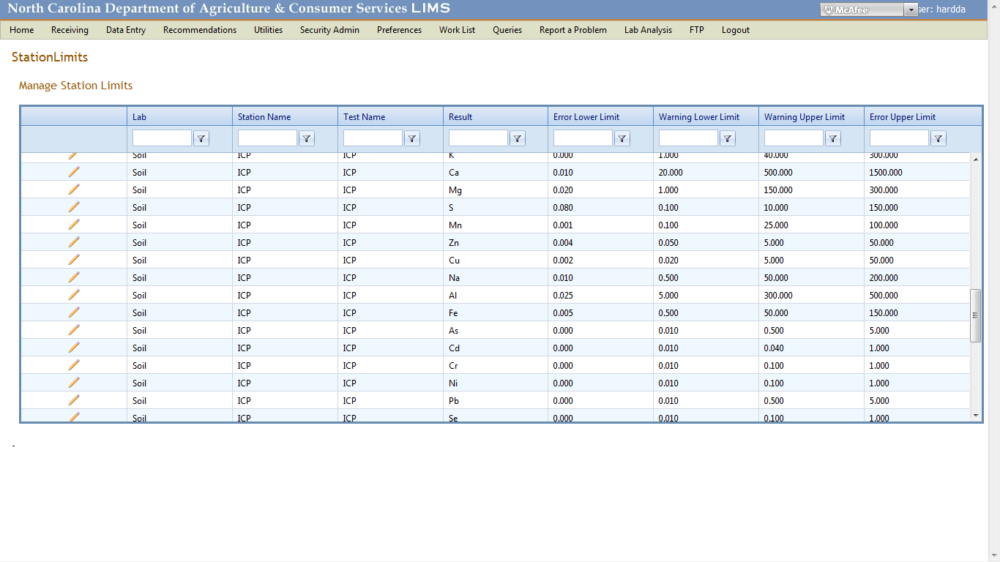 North Carolina Department of Agriculture & Consumer Services LIMS McAfee ser: hardda
Home Receiving Data Entry Recommendations Utilities Security Admin Preferences Work List Queries Report a Problem Lab Analysis FTP Logout
StationLimits
Manage Station Limits
Lab Station Name Test Name Result Error Lower Limit Warning Lower Limit Warning Upper Limit Error Upper Limit
Soil ICP ICP K 0.000 1.000 40.000 300.000
Soil ICP ICP Ca 0.010 20.000 500.000 1500.000
Soil ICP ICP Mg 0.020 1.000 150.000 300.000
Soil ICP ICP S 0.080 0.100 10.000 150.000
Soil ICP ICP Mn 0.001 0.100 25.000 100.000
Soil ICP ICP Zn 0.004 0.050 5.000 50.000
Soil ICP ICP Cu 0.002 0.020 5.000 50.000
Soil ICP ICP Na 0.010 0.500 50.000 200.000
Soil ICP ICP Al 0.025 5.000 300.000 500.000
Soil ICP ICP Fe 0.005 0.500 50.000 150.000
Soil ICP ICP As 0.000 0.010 0.500 5.000
Soil ICP ICP Cd 0.000 0.010 0.040 1.000
Soil ICP ICP Cr 0.000 0.010 0.100 1.000
Soil ICP ICP Ni 0.000 0.010 0.100 1.000
Soil ICP ICP Pb 0.000 0.010 0.500 5.000
Soil ICP ICP Se 0.000 0.010 0.100 1.000
-